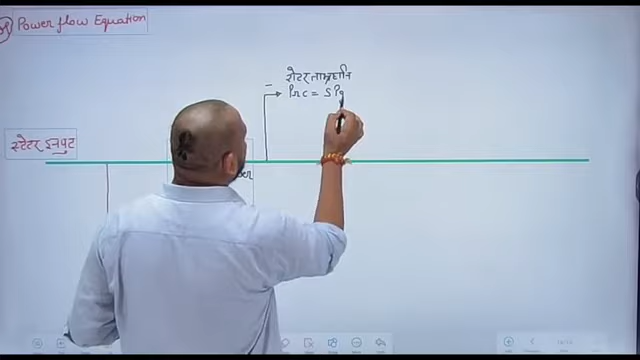 Power flow Equation
रोटर ताम्र हानि
Prc = SPg
स्टेटर इनपुट